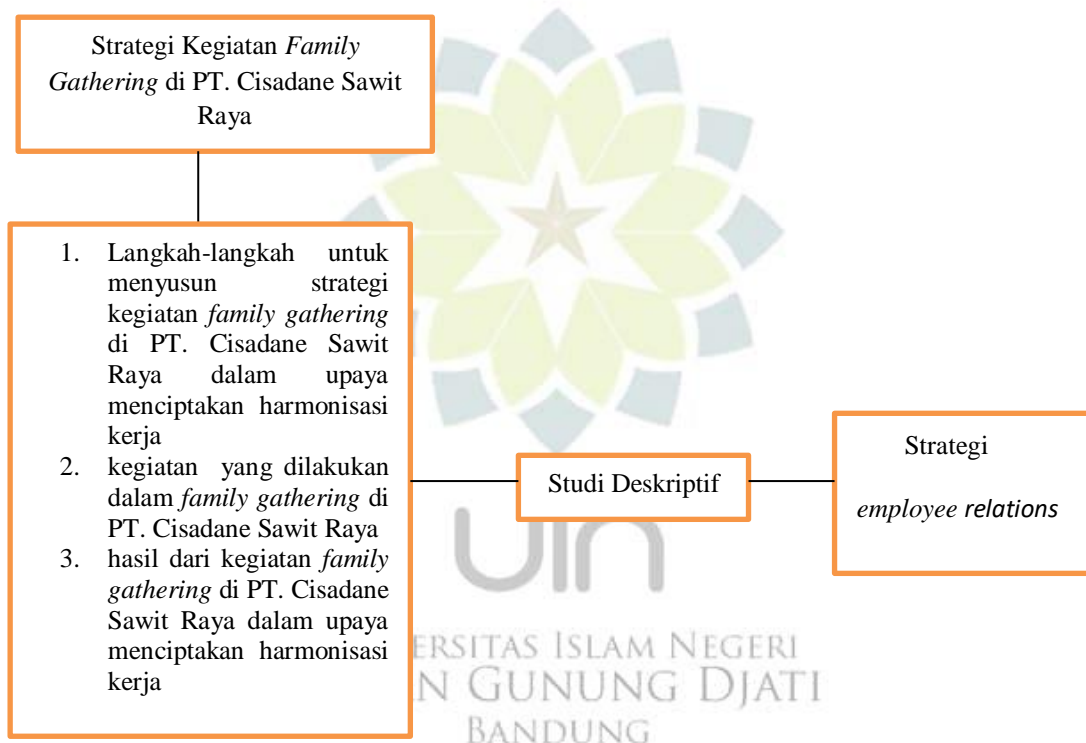 Strategi Kegiatan Family
Gathering di PT. Cisadane Sawit
Raya
1. Langkah-langkah untuk
menyusun strategi
kegiatan family gathering
di PT. Cisadane Sawit
Raya dalam upaya
menciptakan harmonisasi
kerja
2. kegiatan yang dilakukan
dalam family gathering di
PT. Cisadane Sawit Raya
3. hasil dari kegiatan family
gathering di PT. Cisadane
Sawit Raya dalam upaya
menciptakan harmonisasi
kerja
Studi Deskriptif
Strategi
employee relations
uin
ISLAM NEGERI
GUNUNG DJATI
BANDUNG